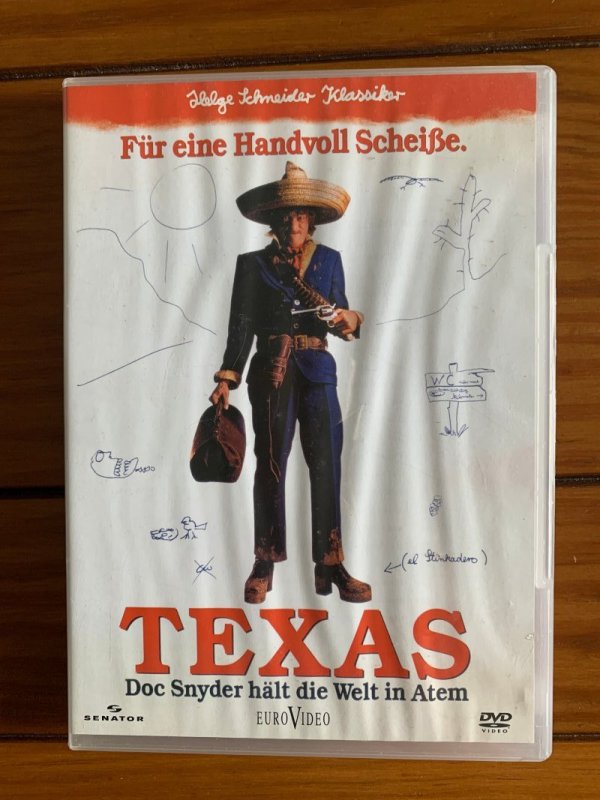 Helge Schneider Klassiker
Für eine Handvoll Scheiße.
WC
(el Stinkadero)
TEXAS
Doc Snyder hält die Welt in Atem
S
SENATOR
EUROVIDEO
DVD
VIDEO